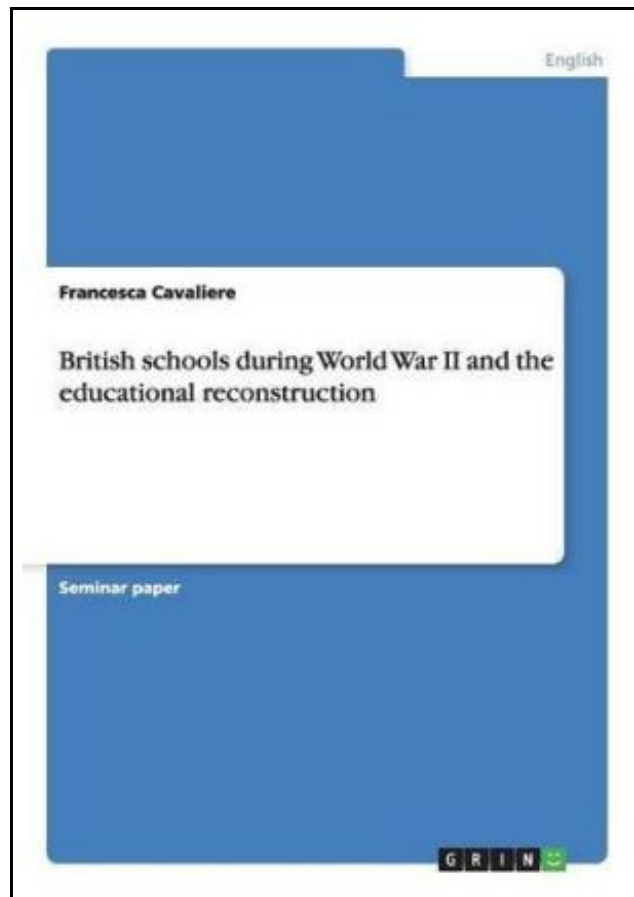 English
Francesca Cavaliere
British schools during World War II and the
educational reconstruction
Seminar paper
GRIN